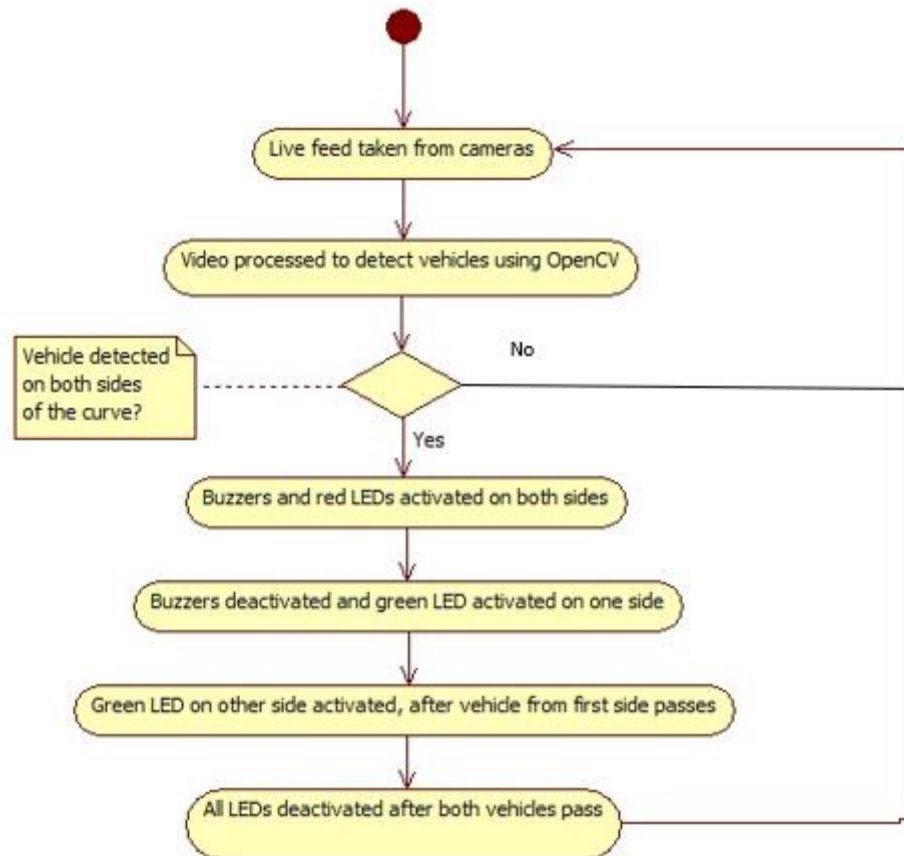 Live feed taken from cameras
Video processed to detect vehicles using OpenCV
No
Vehicle detected
on both sides
of the curve?
Yes
Buzzers and red LEDs activated on both sides
Buzzers deactivated and green LED activated on one side
Green LED on other side activated, after vehicle from first side passes
All LEDs deactivated after both vehicles pass